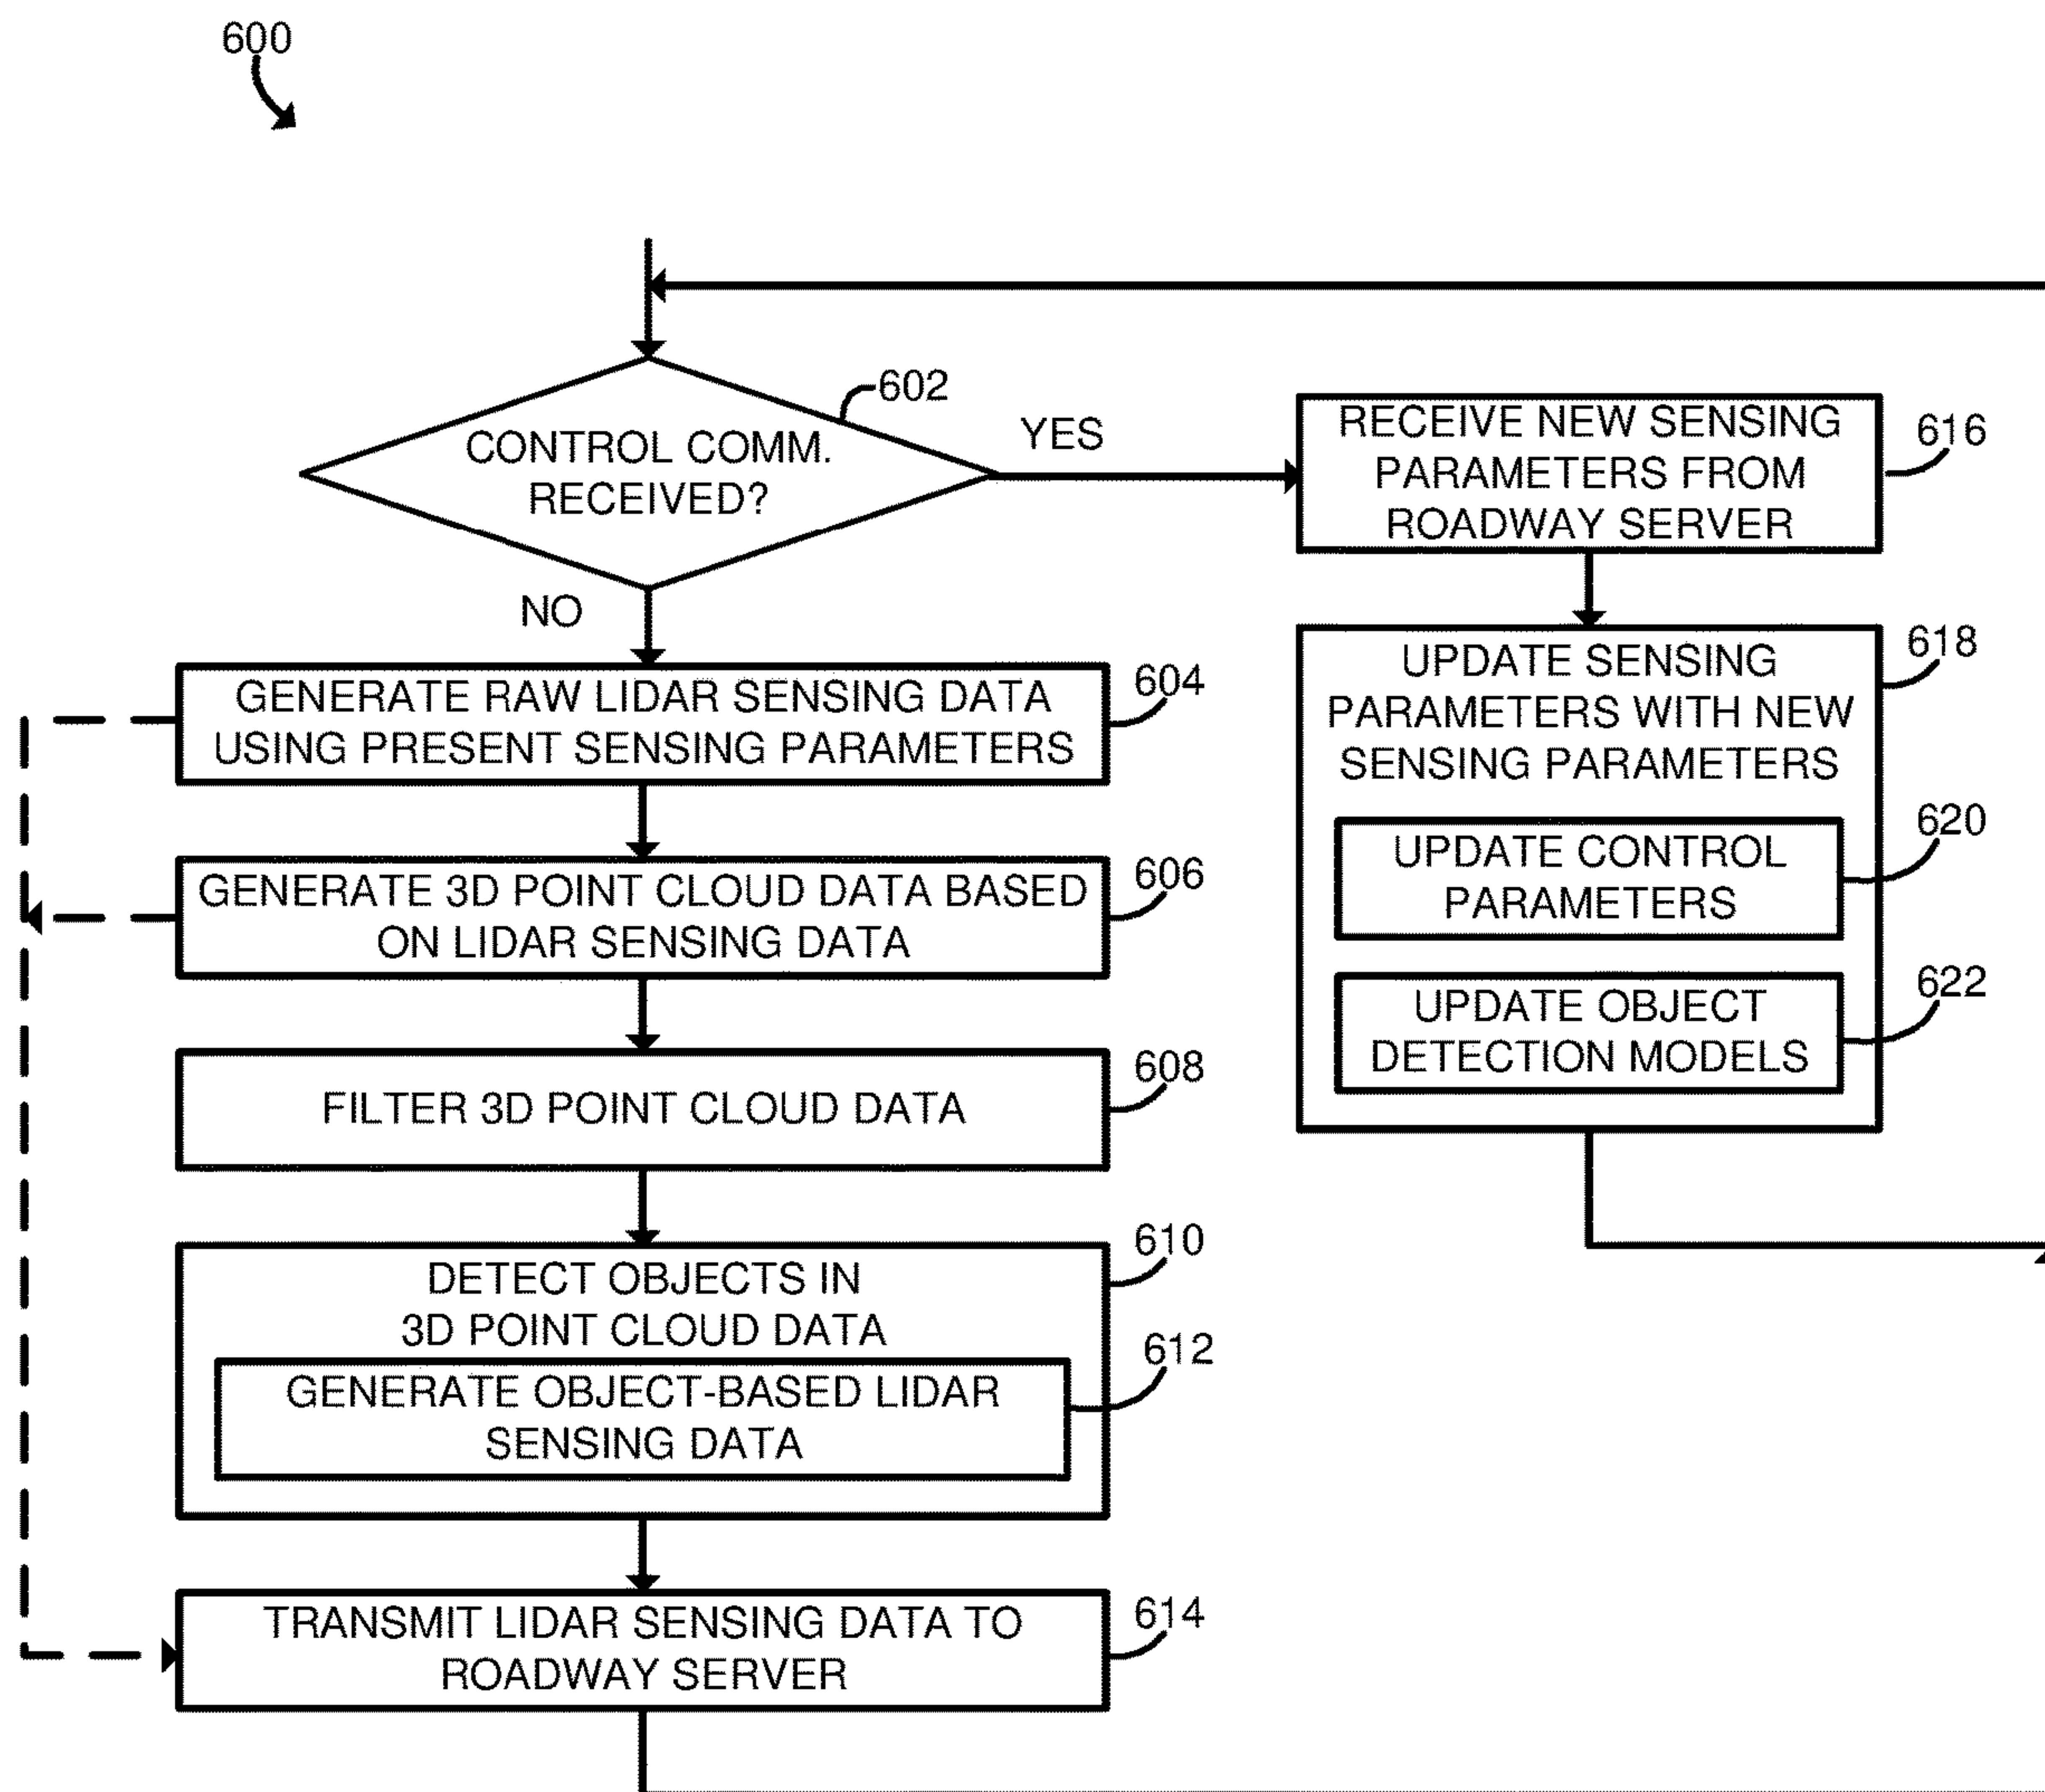 600
602
CONTROL COMM.
RECEIVED?
YES
NO
RECEIVE NEW SENSING
PARAMETERS FROM
ROADWAY SERVER
616
UPDATE SENSING
PARAMETERS WITH NEW
SENSING PARAMETERS
618
UPDATE CONTROL
PARAMETERS
620
UPDATE OBJECT
DETECTION MODELS
622
GENERATE RAW LIDAR SENSING DATA
USING PRESENT SENSING PARAMETERS
604
GENERATE 3D POINT CLOUD DATA BASED
ON LIDAR SENSING DATA
606
FILTER 3D POINT CLOUD DATA
608
DETECT OBJECTS IN
3D POINT CLOUD DATA
610
GENERATE OBJECT-BASED LIDAR
SENSING DATA
612
TRANSMIT LIDAR SENSING DATA TO
ROADWAY SERVER
614